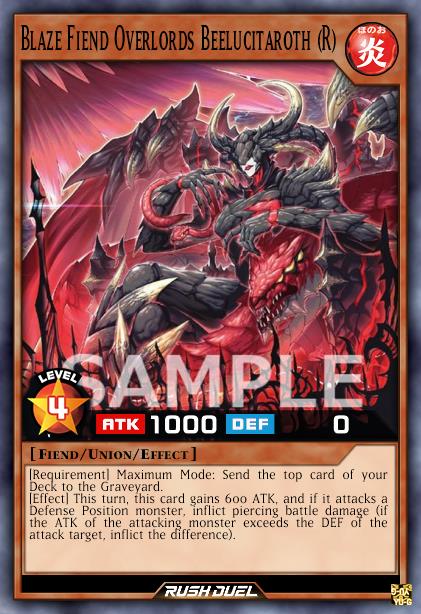 Blaze Fiend Overlords Beelucitaroth (R)
ほのお
炎
SAMPLE
LEVEL
4
ATK 1000 DEF 0
[Fiend/Union/Effect]
[Requirement] Maximum Mode: Send the top card of your
Deck to the Graveyard.
[Effect] This turn, this card gains 600 ATK, and if it attacks a
Defense Position monster, inflict piercing battle damage (if
the ATK of the attacking monster exceeds the DEF of the
attack target, inflict the difference).
RUSH DUEL